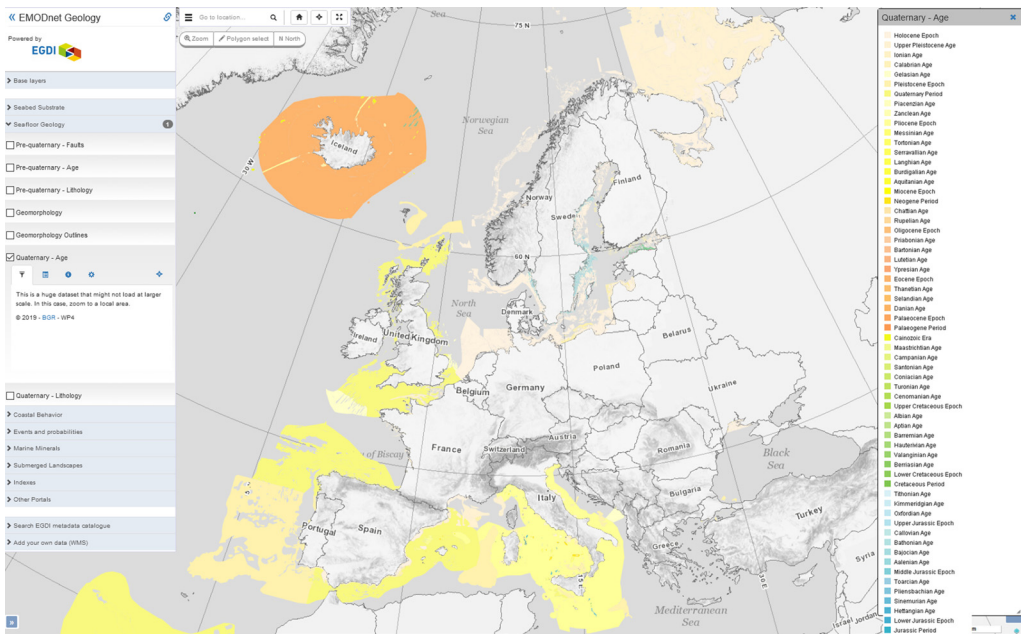 « EMODnet Geology
Powered by
EGDI
> Base layers
> Seabed Substrate
Seafloor Geology
Pre-quaternary - Faults
Pre-quaternary - Age
Pre-quaternary - Lithology
Geomorphology
Geomorphology Outlines
Quaternary - Age
This is a huge dataset that might not load at larger
scale. In this case, zoom to a local area.
© 2019 - BGR - WP4
Quaternary - Lithology
> Coastal Behavior
> Events and probabilities
> Marine Minerals
> Submerged Landscapes
> Indexes
> Other Portals
> Search EGDI metadata catalogue
> Add your own data (WMS)
Go to location...
Zoom
Polygon select
North
Sea
75 N
Norwegian
Sea
Iceland
30 W
Finland
Norway
Sweden
60 N
North
Sea
Denmark
Ireland
United Kingdom
Belarus
Poland
Belgium
Germany
Ukraine
Austria
France
Switzerland
Romania
of Biscay
Black
Sea
Italy
Bulgaria
Portugal
Spain
Turkey
Greece
15 E
30 E
Syria
Mediterranean
Sea
Israel
Jordan
»
Quaternary - Age
Holocene Epoch
Upper Pleistocene Age
Ionian Age
Calabrian Age
Gelasian Age
Pleistocene Epoch
Quaternary Period
Piacenzian Age
Zanclean Age
Pliocene Epoch
Messinian Age
Tortonian Age
Serravallian Age
Langhian Age
Burdigalian Age
Aquitanian Age
Miocene Epoch
Neogene Period
Chattian Age
Rupelian Age
Oligocene Epoch
Priabonian Age
Bartonian Age
Lutetian Age
Ypresian Age
Eocene Epoch
Thanetian Age
Selandian Age
Danian Age
Palaeocene Epoch
Palaeogene Period
Cainozoic Era
Maastrichtian Age
Campanian Age
Santonian Age
Coniacian Age
Turonian Age
Cenomanian Age
Upper Cretaceous Epoch
Albian Age
Aptian Age
Barremian Age
Hauterivian Age
Valanginian Age
Berriasian Age
Lower Cretaceous Epoch
Cretaceous Period
Tithonian Age
Kimmeridgian Age
Oxfordian Age
Upper Jurassic Epoch
Callovian Age
Bathonian Age
Bajocian Age
Aalenian Age
Middle Jurassic Epoch
Toarcian Age
Pliensbachian Age
Sinemurian Age
Hettangian Age
Lower Jurassic Epoch
Jurassic Period